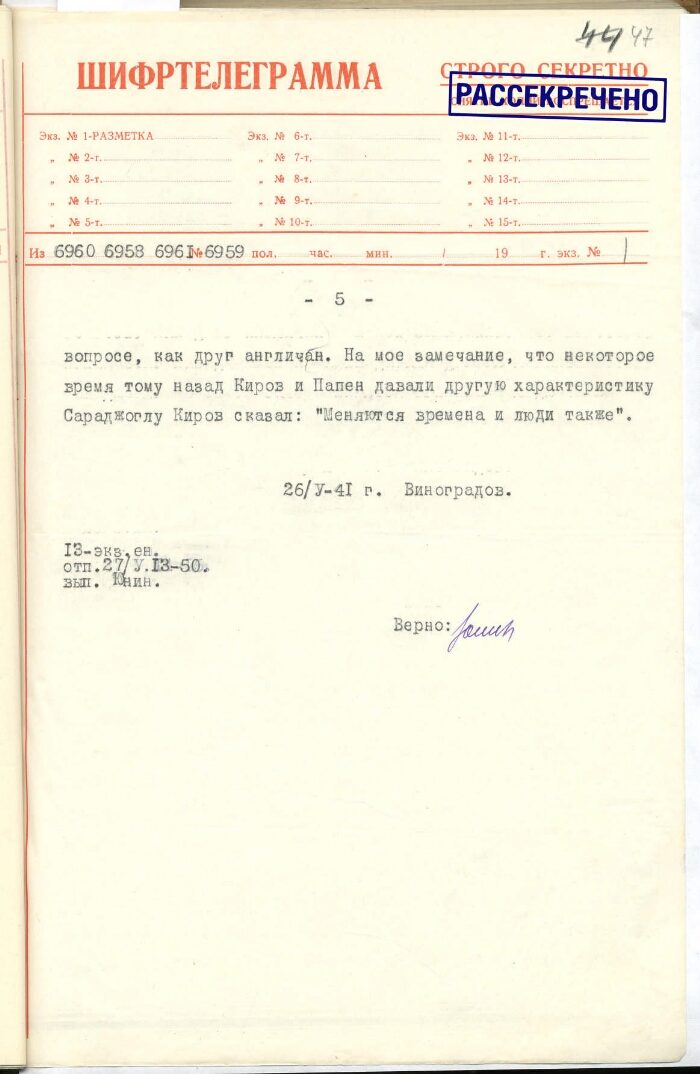 44 47
ШИФРТЕЛЕГРАММА
СТРОГО СЕКРЕТНО
РАССЕКРЕЧЕНО
Экз. № 1-РАЗМЕТКА Экз. № 6-т. Экз. № 11-т.
„ № 2-т. „ № 7-т. „ № 12-т.
„ № 3-т. „ № 8-т. „ № 13-т.
„ № 4-т. „ № 9-т. „ № 14-т.
„ № 5-т. „ № 10-т. „ № 15-т.
Из 6960 6958 6961 № 6959 пол. час. мин. / 19 г. экз. № 1
- 5 -
вопросе, как друг англичан. На мое замечание, что некоторое
время тому назад Киров и Папен давали другую характеристику
Сараджоглу Киров сказал: "Меняются времена и люди также".
26/У-41 г. Виноградов.
13-экз.ен.
отп.27/У.13-50.
вып. Юнин.
Верно: